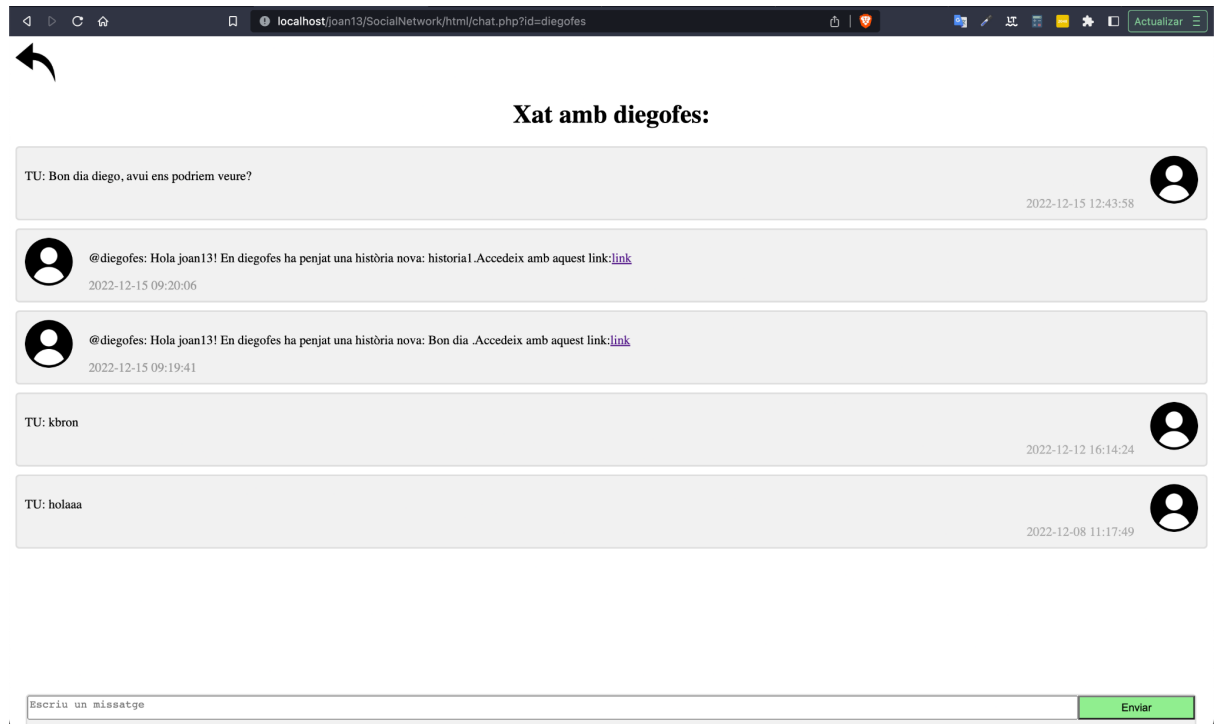 localhost/joan13/SocialNetwork/html/chat.php?id=diegofes
Actualizar
Xat amb diegofes:
TU: Bon dia diego, avui ens podriem veure?
2022-12-15 12:43:58
@diegofes: Hola joan13! En diegofes ha penjat una història nova: historia1 .Accedeix amb aquest link:link
2022-12-15 09:20:06
@diegofes: Hola joan13! En diegofes ha penjat una història nova: Bon dia .Accedeix amb aquest link:link
2022-12-15 09:19:41
TU: kbron
2022-12-12 16:14:24
TU: holaaa
2022-12-08 11:17:49
Escriu un missatge
Enviar